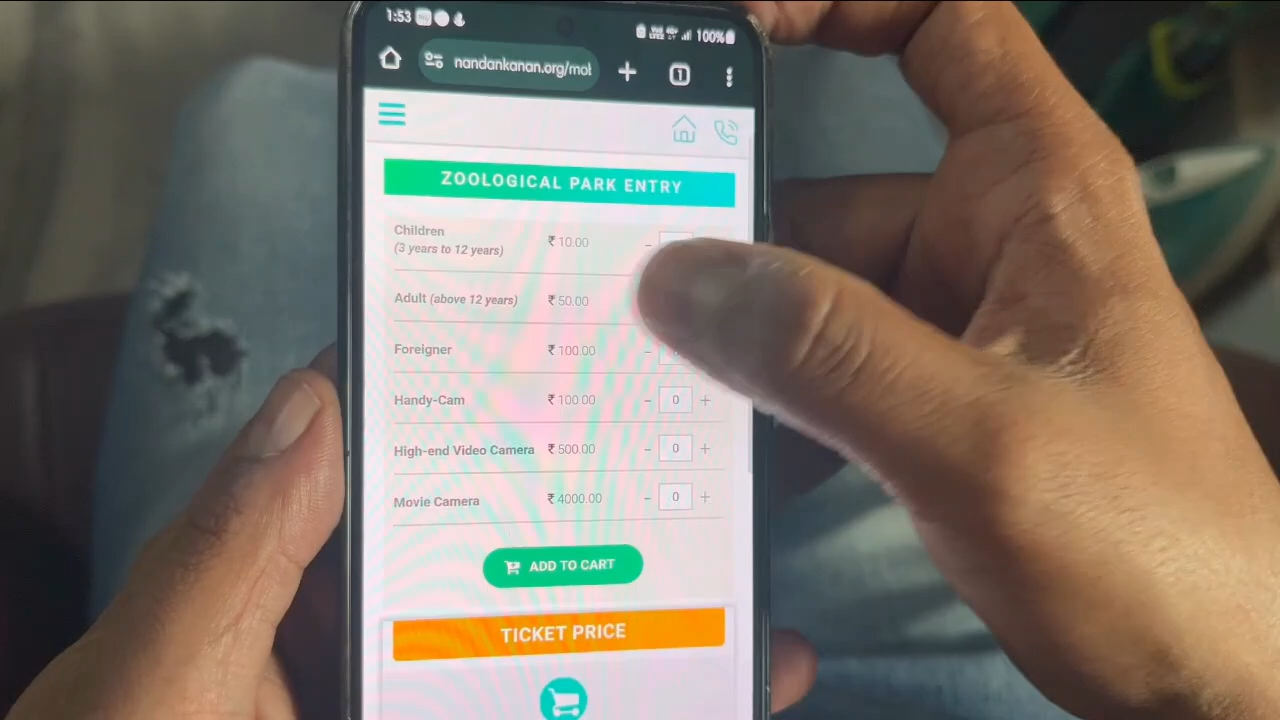 1:53
100%
nandankanan.org/mol
1
ZOOLOGICAL PARK ENTRY
Children
(3 years to 12 years)
₹ 10.00
-
Adult (above 12 years)
₹ 50.00
Foreigner
₹ 100.00
-
Handy-Cam
₹ 100.00
- 0 +
High-end Video Camera
₹ 500.00
- 0 +
Movie Camera
₹ 4000.00
- 0 +
ADD TO CART
TICKET PRICE